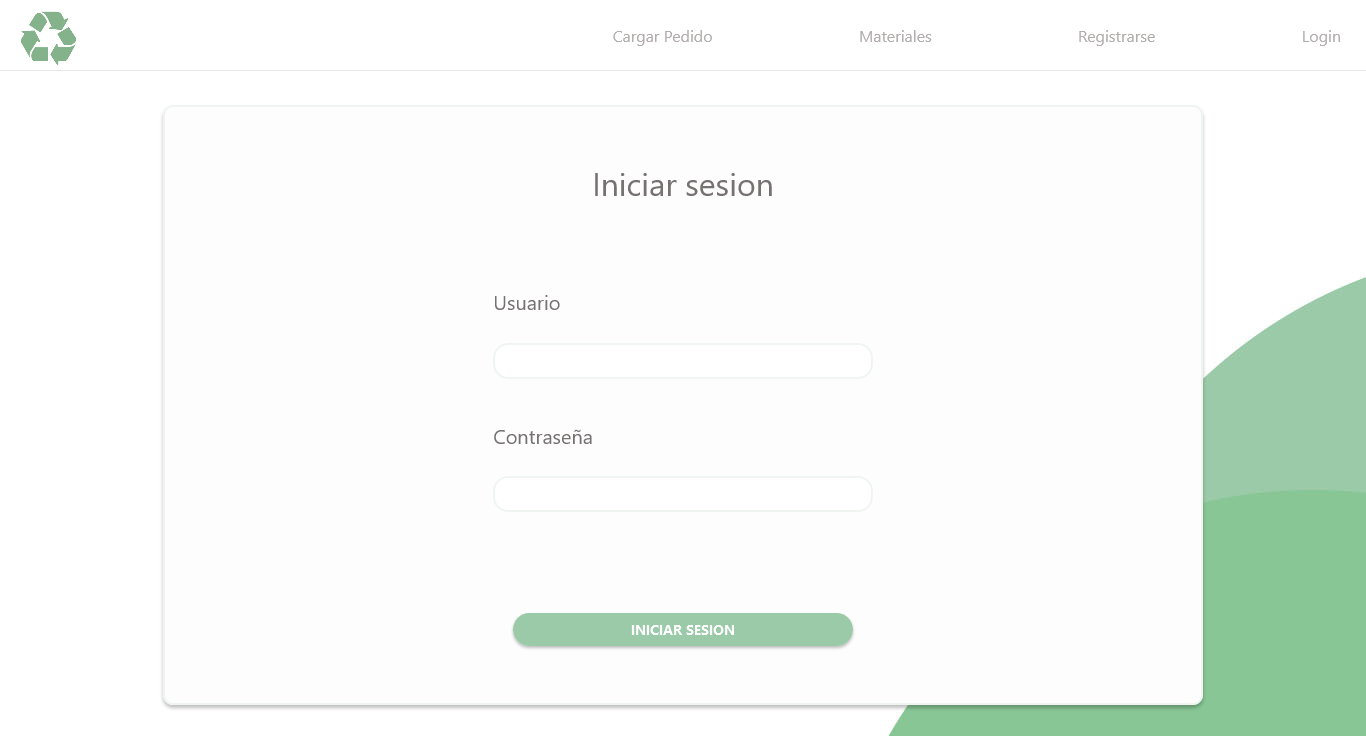 Cargar Pedido
Materiales
Registrarse
Login
Iniciar sesion
Usuario
Contraseña
INICIAR SESION